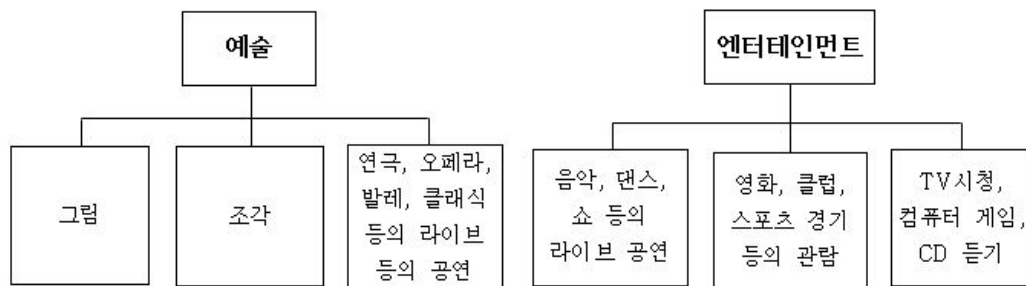 예술
엔터테인먼트
그림
조각
연극, 오페라,
발레, 클래식
등의 라이브
등의 공연
음악, 댄스,
쇼 등의
라이브 공연
영화, 클럽,
스포츠 경기
등의 관람
TV시청,
컴퓨터 게임,
CD 듣기